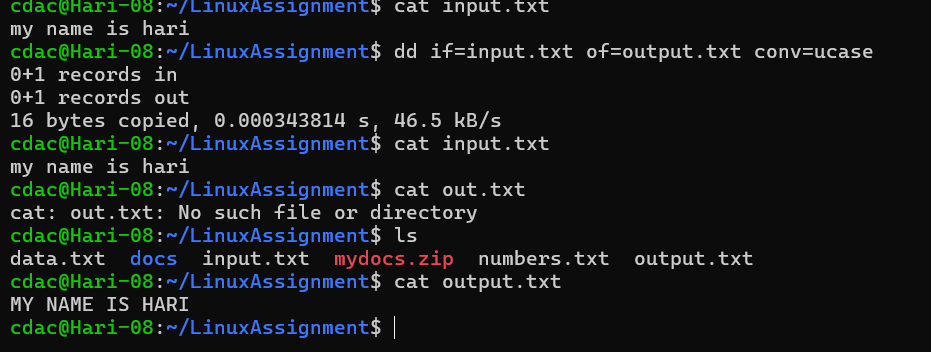 cdac@Hari-08:~/LinuxAssignment$ cat input.txt
my name is hari
cdac@Hari-08:~/LinuxAssignment$ dd if=input.txt of=output.txt conv=ucase
0+1 records in
0+1 records out
16 bytes copied, 0.000343814 s, 46.5 kB/s
cdac@Hari-08:~/LinuxAssignment$ cat input.txt
my name is hari
cdac@Hari-08:~/LinuxAssignment$ cat out.txt
cat: out.txt: No such file or directory
cdac@Hari-08:~/LinuxAssignment$ ls
data.txt  docs  input.txt  mydocs.zip  numbers.txt  output.txt
cdac@Hari-08:~/LinuxAssignment$ cat output.txt
MY NAME IS HARI
cdac@Hari-08:~/LinuxAssignment$